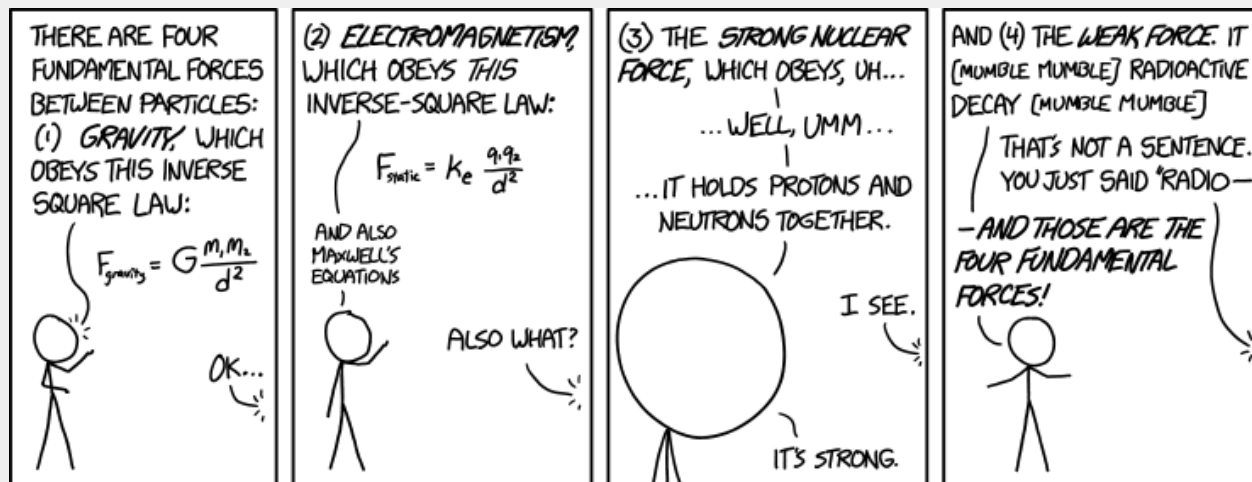 THERE ARE FOUR
FUNDAMENTAL FORCES
BETWEEN PARTICLES:
(1) GRAVITY, WHICH
OBEYS THIS INVERSE
SQUARE LAW:
F_gravity = G m₁m₂/d²
OK...
(2) ELECTROMAGNETISM,
WHICH OBEYS THIS
INVERSE-SQUARE LAW:
F_static = Kₑ q₁q₂/d²
AND ALSO
MAXWELL'S
EQUATIONS
ALSO WHAT?
(3) THE STRONG NUCLEAR
FORCE, WHICH OBEYS, UH...
...WELL, UMM...
...IT HOLDS PROTONS AND
NEUTRONS TOGETHER.
I SEE.
IT'S STRONG.
AND (4) THE WEAK FORCE. IT
[MUMBLE MUMBLE] RADIOACTIVE
DECAY [MUMBLE MUMBLE]
THAT'S NOT A SENTENCE.
YOU JUST SAID "RADIO—
—AND THOSE ARE THE
FOUR FUNDAMENTAL
FORCES!